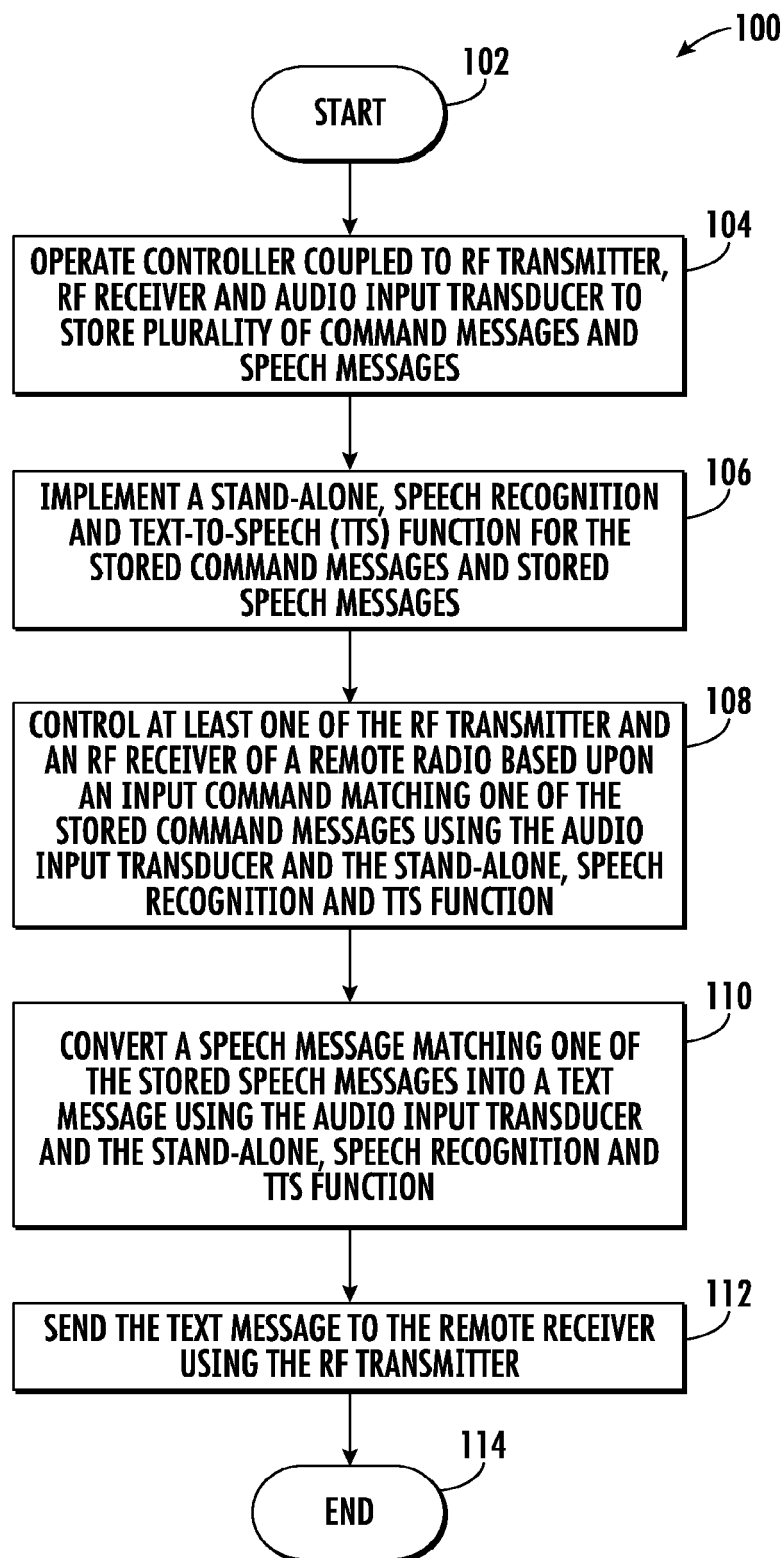 100
102
START
104
OPERATE CONTROLLER COUPLED TO RF TRANSMITTER,
RF RECEIVER AND AUDIO INPUT TRANSDUCER TO
STORE PLURALITY OF COMMAND MESSAGES AND
SPEECH MESSAGES
106
IMPLEMENT A STAND-ALONE, SPEECH RECOGNITION
AND TEXT-TO-SPEECH (TTS) FUNCTION FOR THE
STORED COMMAND MESSAGES AND STORED
SPEECH MESSAGES
108
CONTROL AT LEAST ONE OF THE RF TRANSMITTER AND
AN RF RECEIVER OF A REMOTE RADIO BASED UPON
AN INPUT COMMAND MATCHING ONE OF THE
STORED COMMAND MESSAGES USING THE AUDIO
INPUT TRANSDUCER AND THE STAND-ALONE, SPEECH
RECOGNITION AND TTS FUNCTION
110
CONVERT A SPEECH MESSAGE MATCHING ONE OF
THE STORED SPEECH MESSAGES INTO A TEXT
MESSAGE USING THE AUDIO INPUT TRANSDUCER
AND THE STAND-ALONE, SPEECH RECOGNITION AND
TTS FUNCTION
112
SEND THE TEXT MESSAGE TO THE REMOTE RECEIVER
USING THE RF TRANSMITTER
114
END